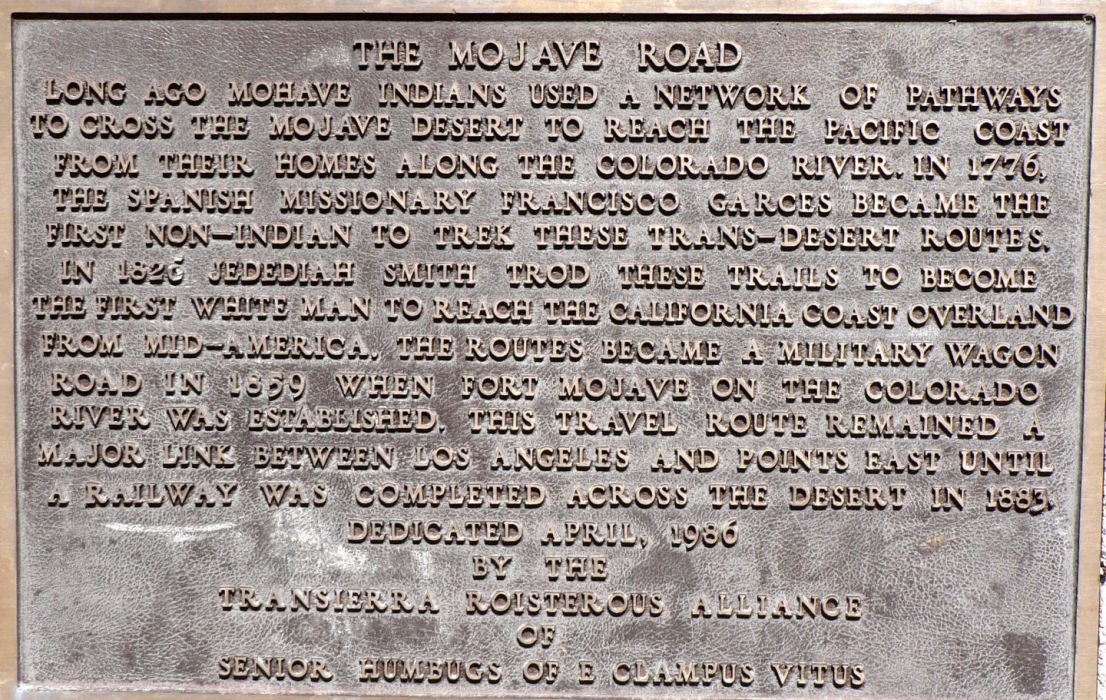 THE MOJAVE ROAD
LONG AGO MOHAVE INDIANS USED A NETWORK OF PATHWAYS
TO CROSS THE MOJAVE DESERT TO REACH THE PACIFIC COAST
FROM THEIR HOMES ALONG THE COLORADO RIVER. IN 1776,
THE SPANISH MISSIONARY FRANCISCO GARCES BECAME THE
FIRST NON-INDIAN TO TREK THESE TRANS-DESERT ROUTES.
IN 1826 JEDEDIAH SMITH TROD THESE TRAILS TO BECOME
THE FIRST WHITE MAN TO REACH THE CALIFORNIA COAST OVERLAND
FROM MID-AMERICA. THE ROUTES BECAME A MILITARY WAGON
ROAD IN 1859 WHEN FORT MOJAVE ON THE COLORADO
RIVER WAS ESTABLISHED. THIS TRAVEL ROUTE REMAINED A
MAJOR LINK BETWEEN LOS ANGELES AND POINTS EAST UNTIL
A RAILWAY WAS COMPLETED ACROSS THE DESERT IN 1883.
DEDICATED APRIL, 1986
BY THE
TRANSIERRA ROISTEROUS ALLIANCE
OF
SENIOR HUMBUGS OF E CLAMPUS VITUS